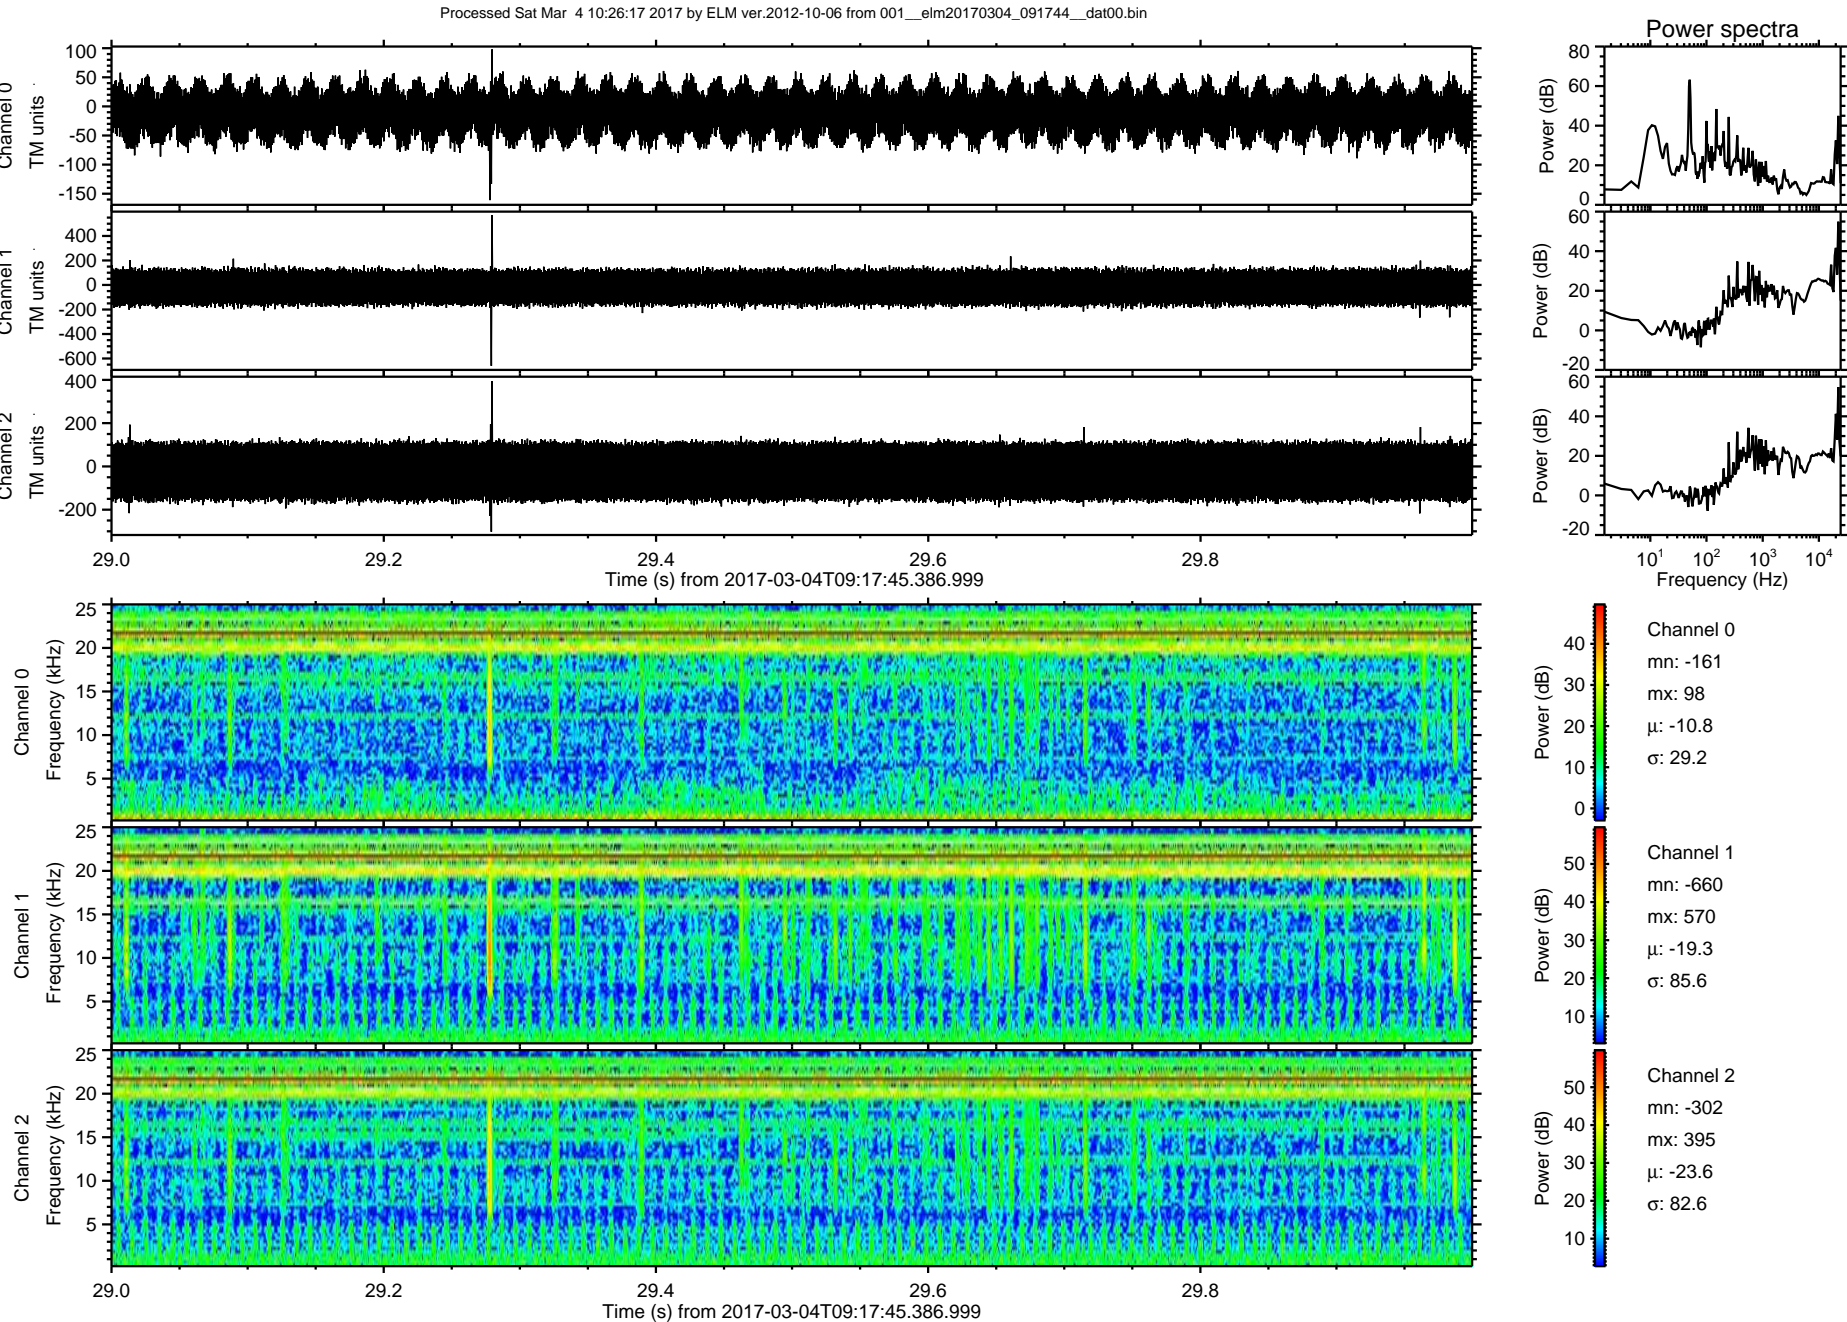 Processed Sat Mar 4 10:26:17 2017 by ELM ver.2012-10-06 from 001__elm20170304_091744__dat00.bin
Power spectra
Channel 0
TM units
100
50
0
-50
-100
-150
Power (dB)
80
60
40
20
0
Channel 1
TM units
400
200
0
-200
-400
-600
Power (dB)
60
40
20
0
-20
Channel 2
TM units
400
200
0
-200
Power (dB)
60
40
20
0
-20
29.0 29.2 29.4 29.6 29.8
Time (s) from 2017-03-04T09:17:45.386.999
10^1 10^2 10^3 10^4
Frequency (Hz)
Channel 0
Frequency (kHz)
25
20
15
10
5
Power (dB)
40
30
20
10
0
Channel 0
mn: -161
mx: 98
μ: -10.8
σ: 29.2
Channel 1
Frequency (kHz)
25
20
15
10
5
Power (dB)
50
40
30
20
10
Channel 1
mn: -660
mx: 570
μ: -19.3
σ: 85.6
Channel 2
Frequency (kHz)
25
20
15
10
5
Power (dB)
50
40
30
20
10
Channel 2
mn: -302
mx: 395
μ: -23.6
σ: 82.6
29.0 29.2 29.4 29.6 29.8
Time (s) from 2017-03-04T09:17:45.386.999